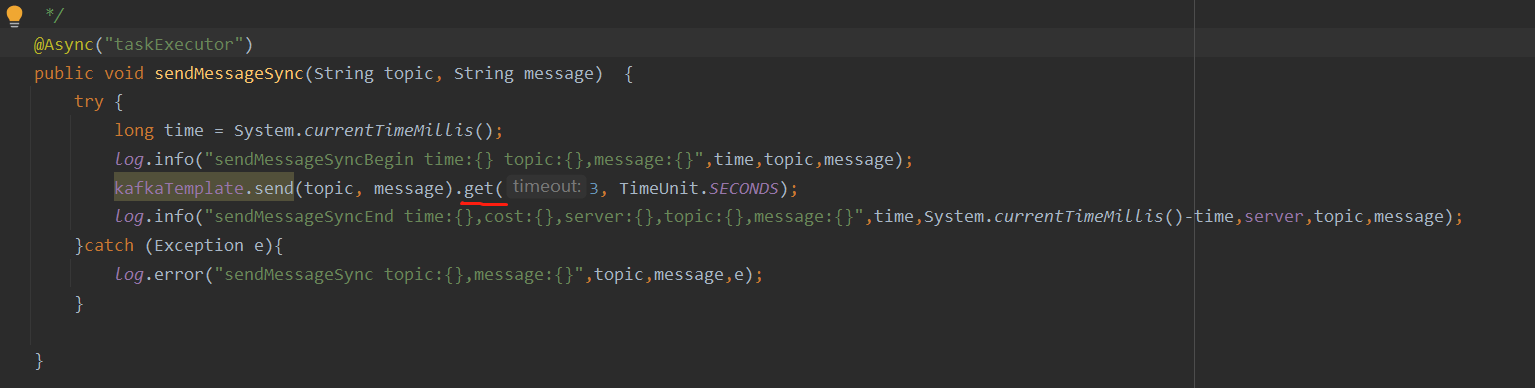 */
@Async("taskExecutor")
public void sendMessageSync(String topic, String message)  {
try {
long time = System.currentTimeMillis();
log.info("sendMessageSyncBegin time:{} topic:{},message:{}",time,topic,message);
kafkaTemplate.send(topic, message).get( timeout: 3, TimeUnit.SECONDS);
log.info("sendMessageSyncEnd time:{},cost:{},server:{},topic:{},message:{}",time,System.currentTimeMillis()-time,server,topic,message);
}catch (Exception e){
log.error("sendMessageSync topic:{},message:{}",topic,message,e);
}
}